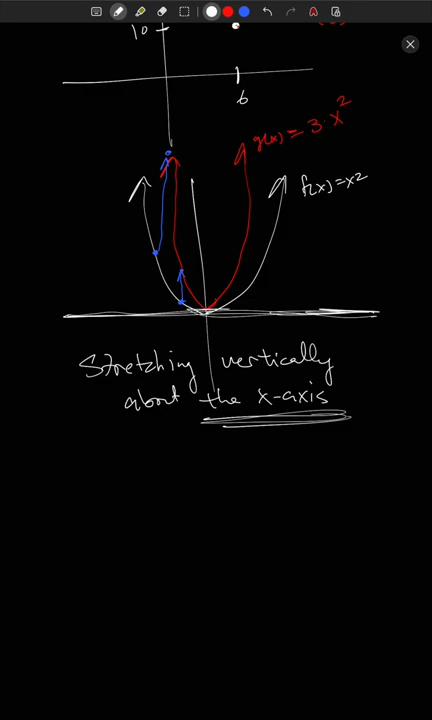 10
6
g(x) = 3·x²
f(x)=x²
Stretching vertically
about the x-axis